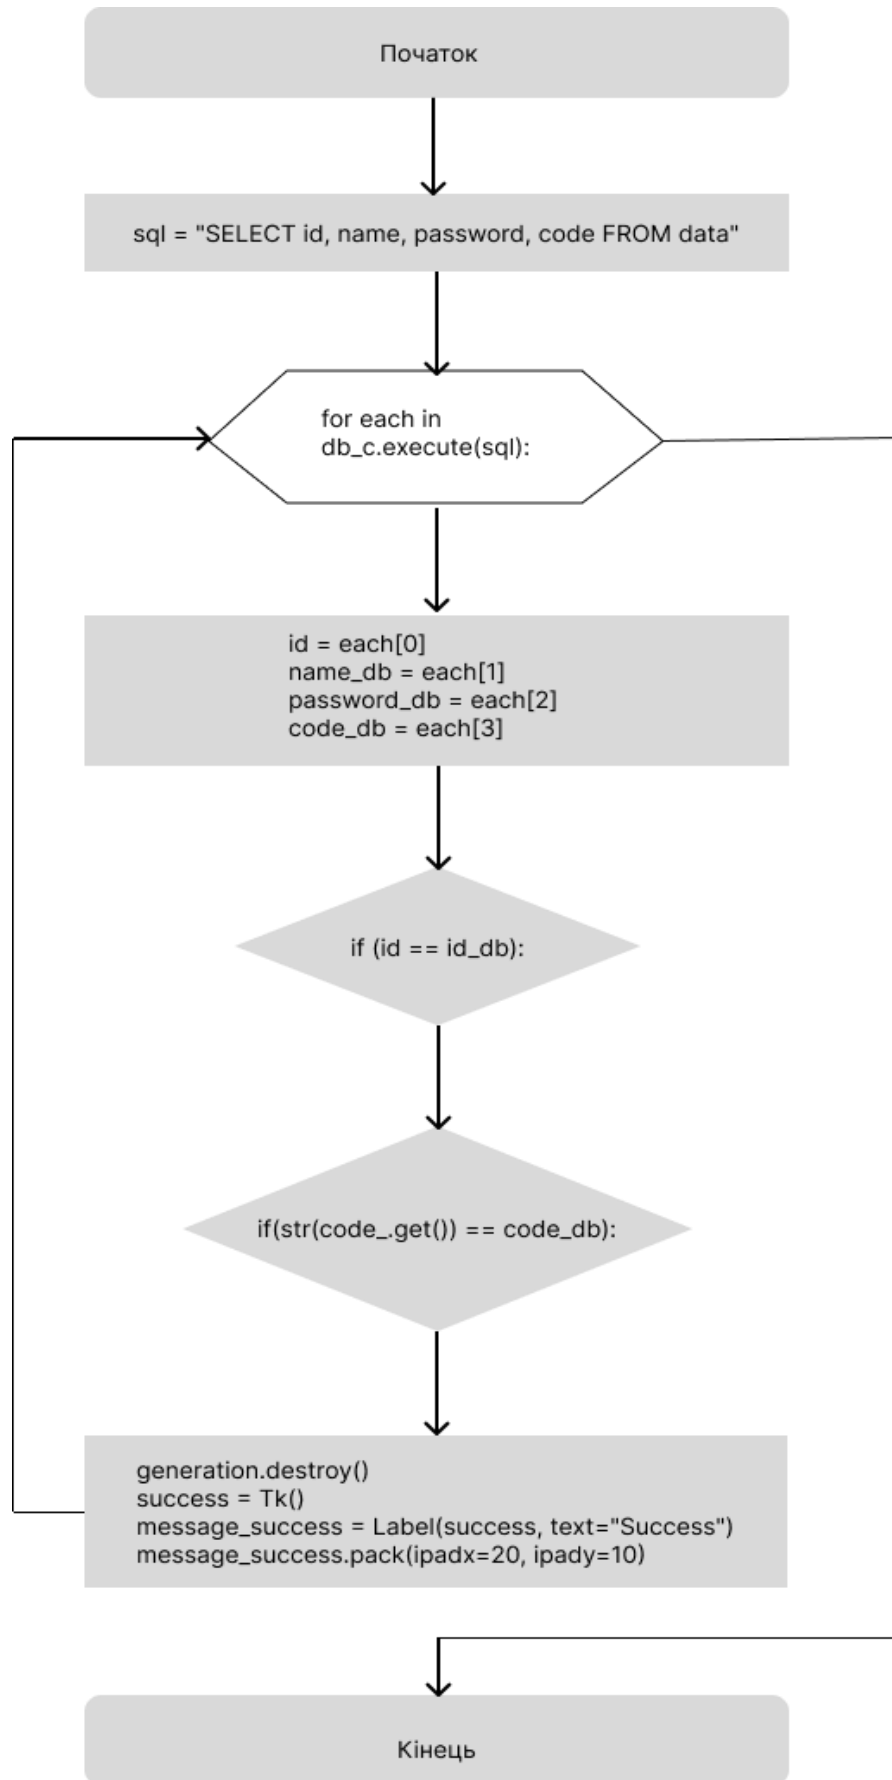 Початок
sql = "SELECT id, name, password, code FROM data"
for each in
db_c.execute(sql):
id = each[0]
name_db = each[1]
password_db = each[2]
code_db = each[3]
if (id == id_db):
if(str(code_.get()) == code_db):
generation.destroy()
success = Tk()
message_success = Label(success, text="Success")
message_success.pack(ipadx=20, ipady=10)
Кінець